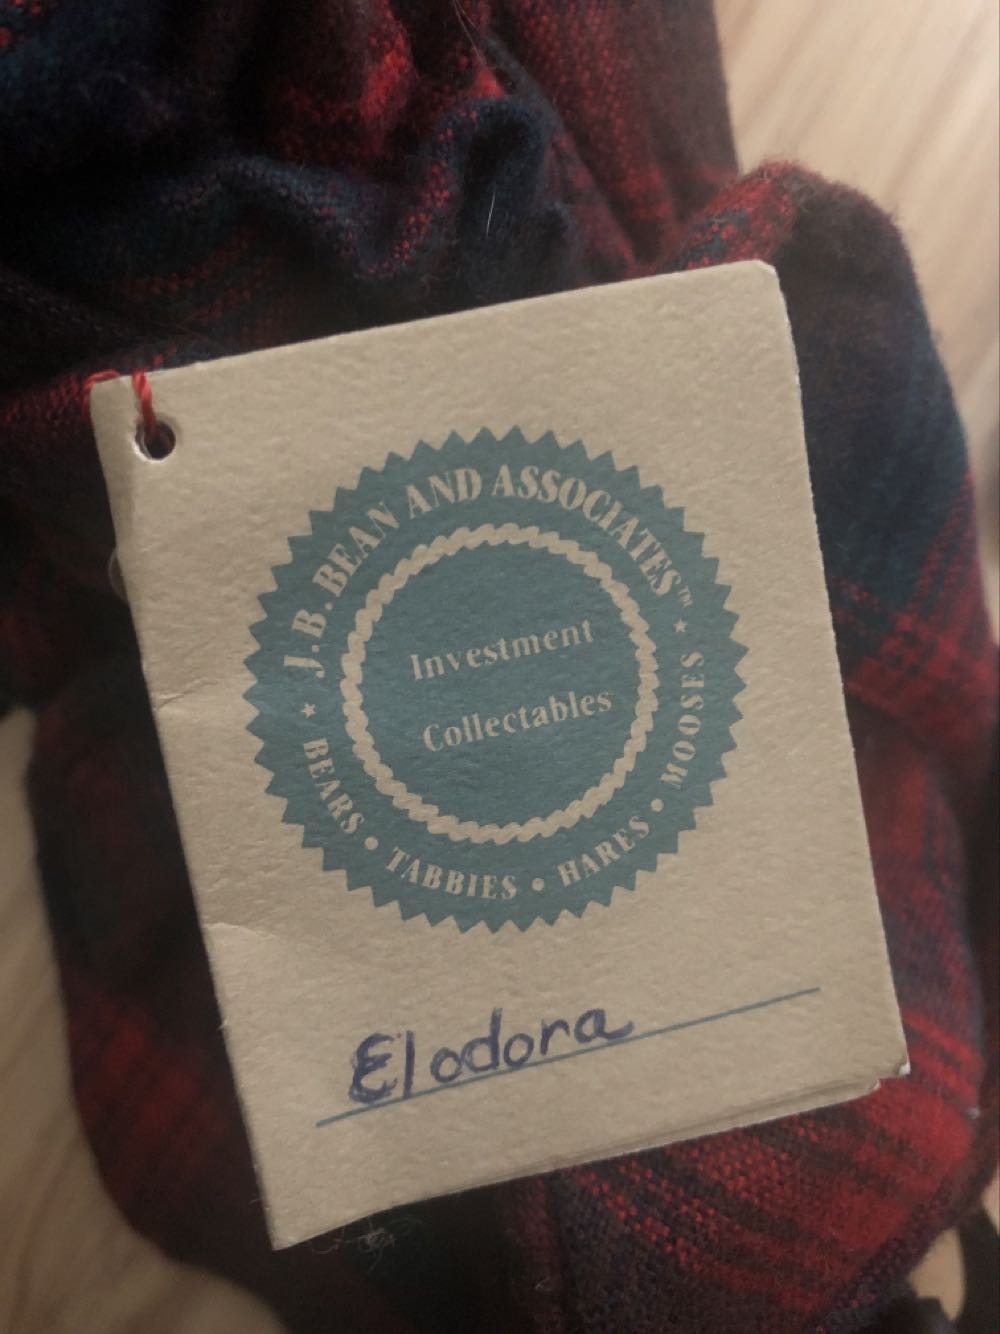 J.B. BEAN AND ASSOCIATES™
★ BEARS • TABBIES • HARES • MOOSES ★
Investment
Collectables
Elodora